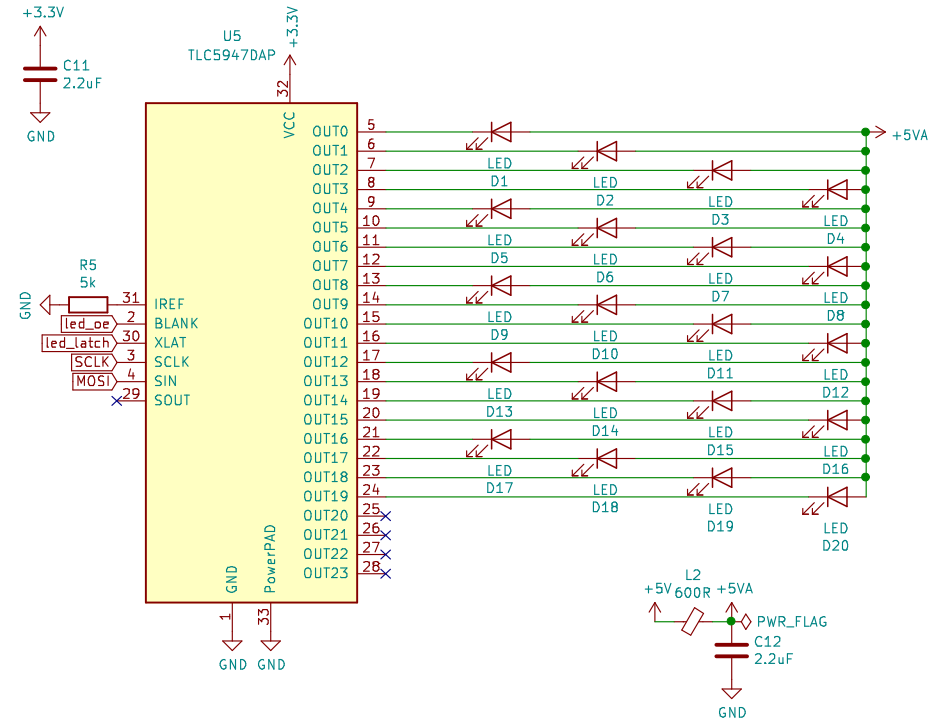 +3.3V
C11
2.2uF
GND
U5
TLC5947DAP
+3.3V
32
VCC
OUT0 5
OUT1 6
OUT2 7
OUT3 8
OUT4 9
OUT5 10
OUT6 11
OUT7 12
OUT8 13
OUT9 14
OUT10 15
OUT11 16
OUT12 17
OUT13 18
OUT14 19
OUT15 20
OUT16 21
OUT17 22
OUT18 23
OUT19 24
OUT20 25
OUT21 26
OUT22 27
OUT23 28
R5
5k
GND
31 IREF
led_oe 2 BLANK
led_latch 30 XLAT
SCLK 3 SCLK
MOSI 4 SIN
29 SOUT
GND
PowerPAD
1
33
GND
GND
+5VA
LED
D1
LED
D2
LED
D3
LED
D4
LED
D5
LED
D6
LED
D7
LED
D8
LED
D9
LED
D10
LED
D11
LED
D12
LED
D13
LED
D14
LED
D15
LED
D16
LED
D17
LED
D18
LED
D19
LED
D20
L2
+5V 600R +5VA
PWR_FLAG
C12
2.2uF
GND